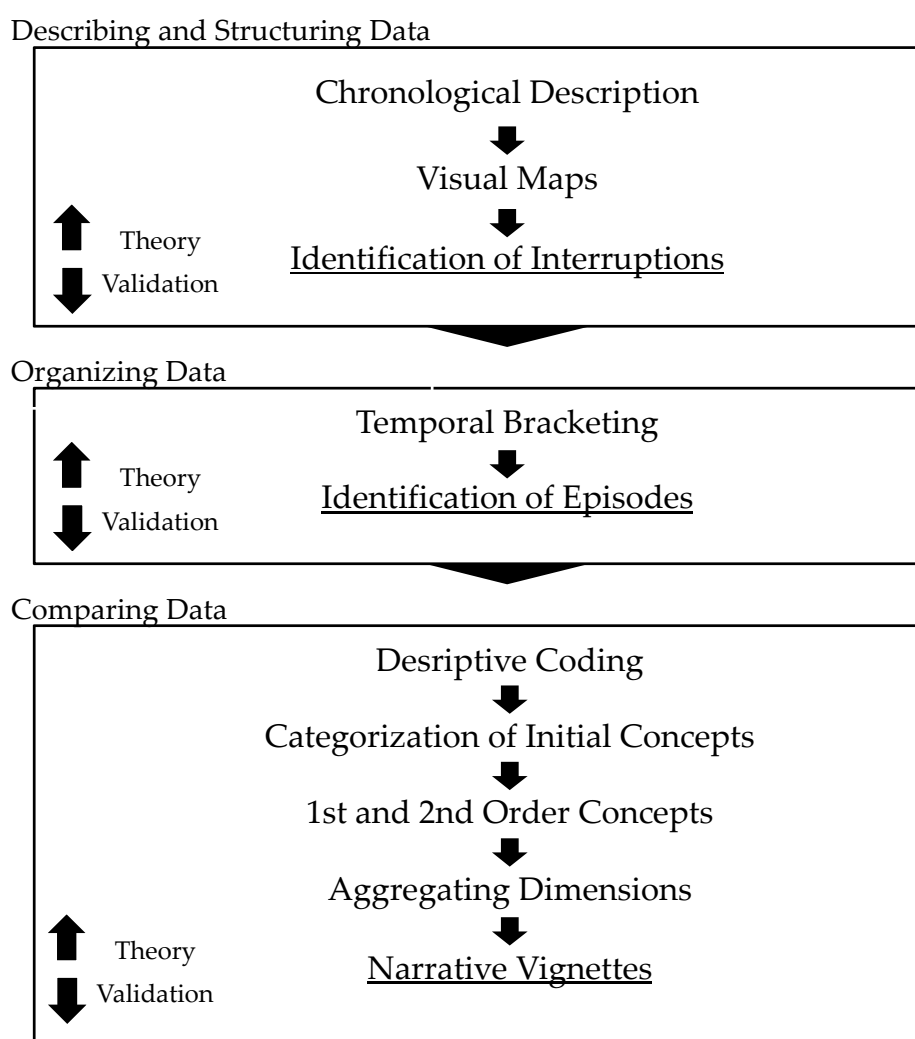 Describing and Structuring Data
Chronological Description
Visual Maps
Identification of Interruptions
Theory
Validation
Organizing Data
Temporal Bracketing
Identification of Episodes
Theory
Validation
Comparing Data
Desriptive Coding
Categorization of Initial Concepts
1st and 2nd Order Concepts
Aggregating Dimensions
Narrative Vignettes
Theory
Validation